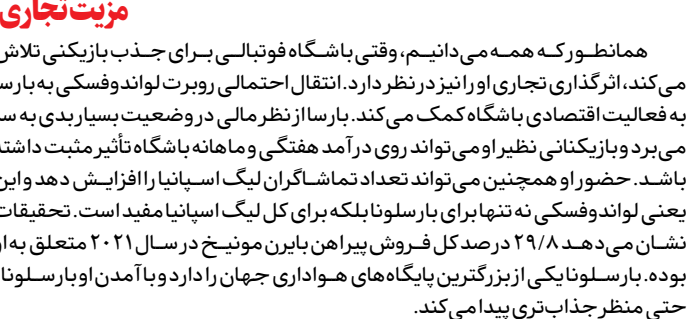 مزیت تجاری
همانطور که همه می‌دانیم، وقتی باشگاه فوتبالی برای جذب بازیکنی تلاش
می‌کند، اثرگذاری تجاری او را نیز در نظر دارد. انتقال احتمالی روبرت لواندوفسکی به بارسا
به فعالیت اقتصادی باشگاه کمک می‌کند. بارسا از نظر مالی در وضعیت بسیار بدی به سر
می‌برد و بازیکنانی نظیر او می‌تواند روی درآمد هفتگی و ماهانه باشگاه تأثیر مثبت داشته
باشد. حضور او همچنین می‌تواند تعداد تماشاگران لیگ اسپانیا را افزایش دهد و این
یعنی لواندوفسکی نه تنها برای بارسلونا بلکه برای کل لیگ اسپانیا مفید است. تحقیقات
نشان می‌دهد ۲۹/۸ درصد کل فروش پیراهن بایرن مونیخ در سال ۲۰۲۱ متعلق به او
بوده. بارسلونا یکی از بزرگترین پایگاه‌های هواداری جهان را دارد و با آمدن او بارسلونا
حتی منظر جذاب‌تری پیدا می‌کند.